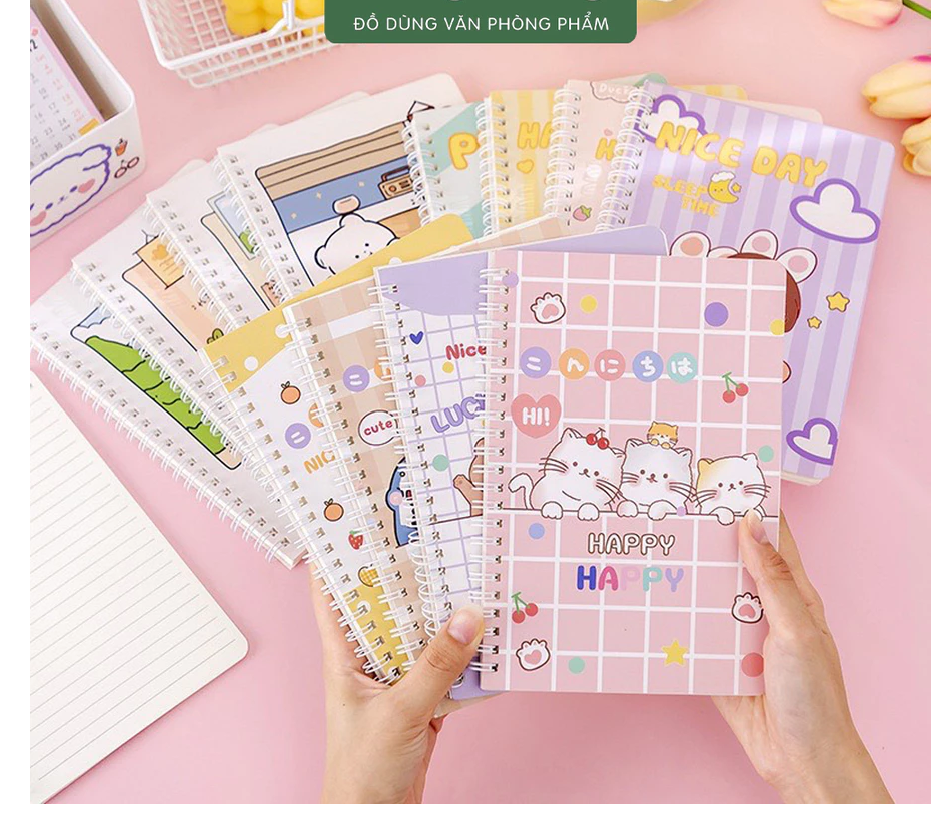 ĐỒ DÙNG VĂN PHÒNG PHẨM
NICE DAY
SLEEP
TIME
Nice
こんにちは
HI!
cute
HAPPY
HAPPY